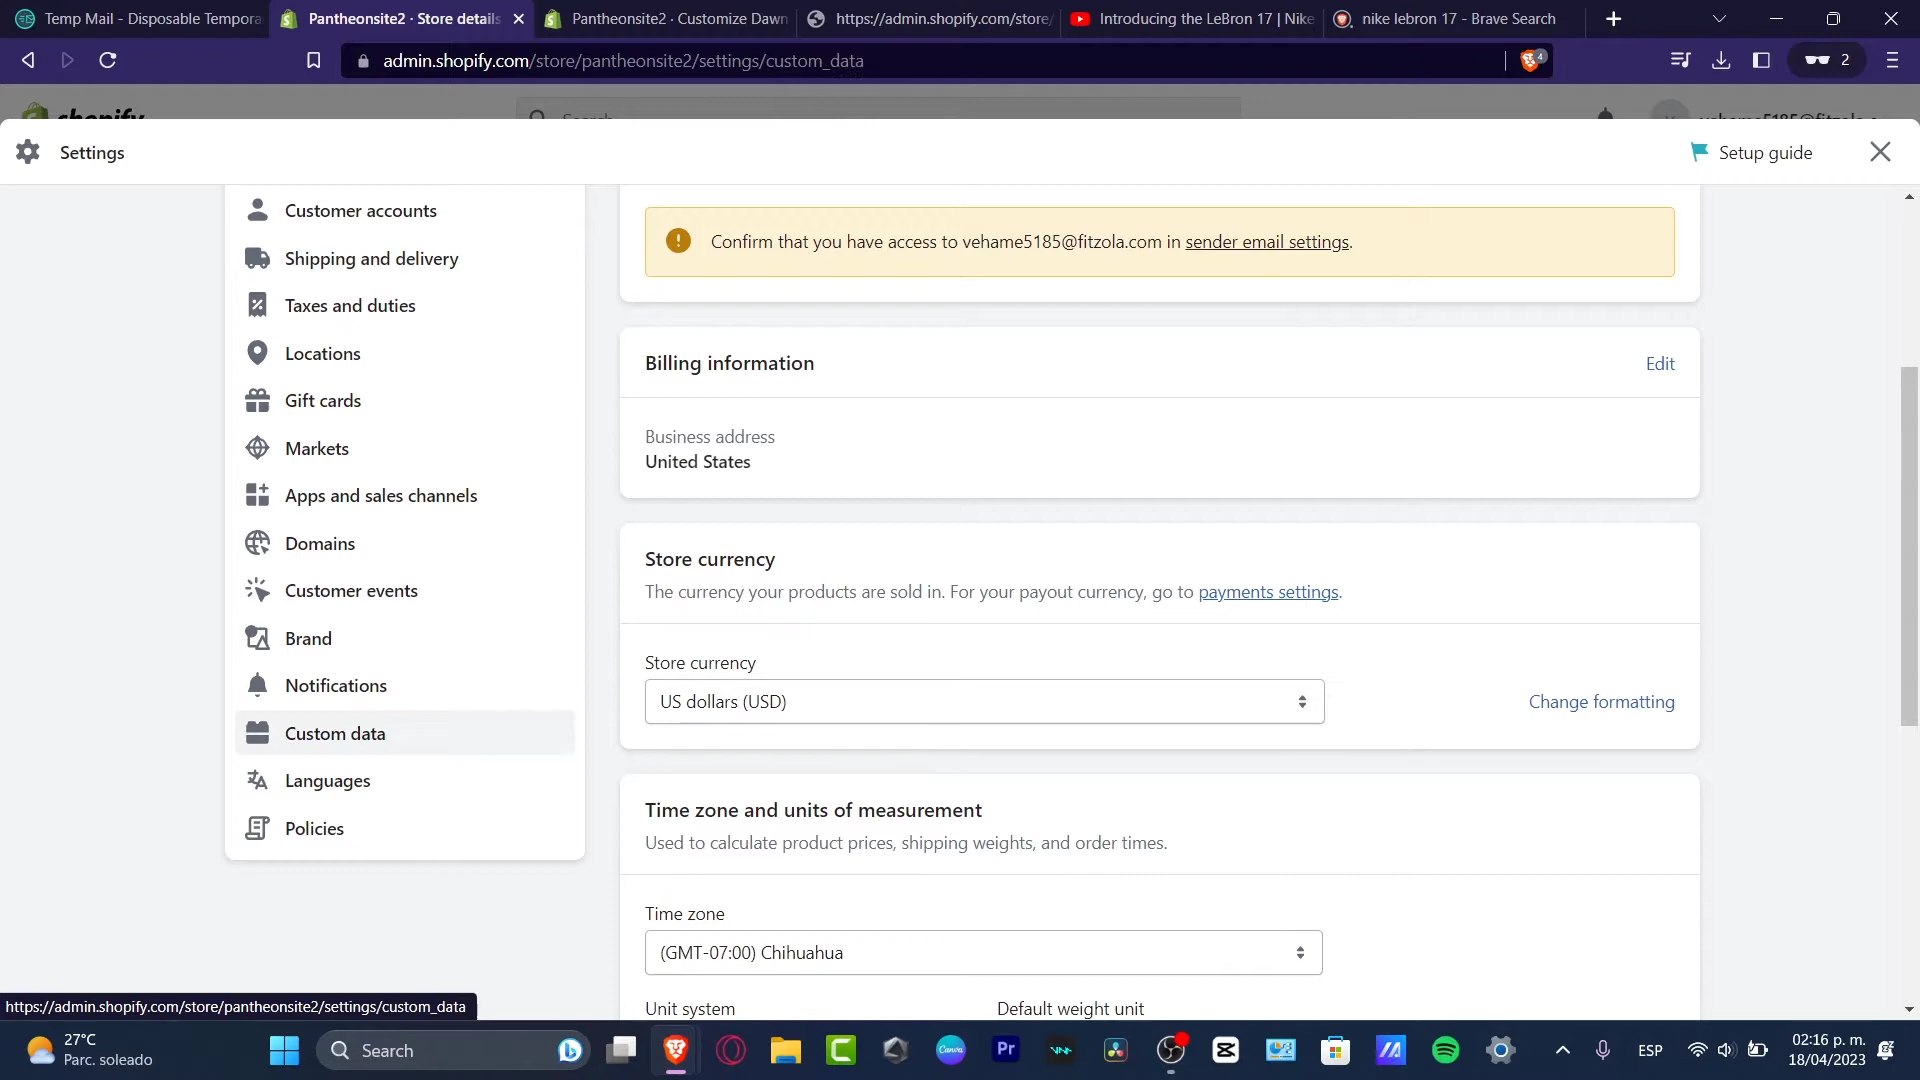 Temp Mail - Disposable Tempora
Pantheonsite2 · Store details
Pantheonsite2 · Customize Dawn
https://admin.shopify.com/store/
Introducing the LeBron 17 | Nike
nike lebron 17 - Brave Search
admin.shopify.com/store/pantheonsite2/settings/custom_data
4
2
shopify
Search
vehame5185@fitzola.c
Settings
Setup guide
Customer accounts
Shipping and delivery
Taxes and duties
Locations
Gift cards
Markets
Apps and sales channels
Domains
Customer events
Brand
Notifications
Custom data
Languages
Policies
Confirm that you have access to vehame5185@fitzola.com in sender email settings.
Billing information
Edit
Business address
United States
Store currency
The currency your products are sold in. For your payout currency, go to payments settings.
Store currency
US dollars (USD)
Change formatting
Time zone and units of measurement
Used to calculate product prices, shipping weights, and order times.
Time zone
(GMT-07:00) Chihuahua
Unit system
Default weight unit
https://admin.shopify.com/store/pantheonsite2/settings/custom_data
27°C
Parc. soleado
Search
Canva
Pr
ESP
02:16 p. m.
18/04/2023